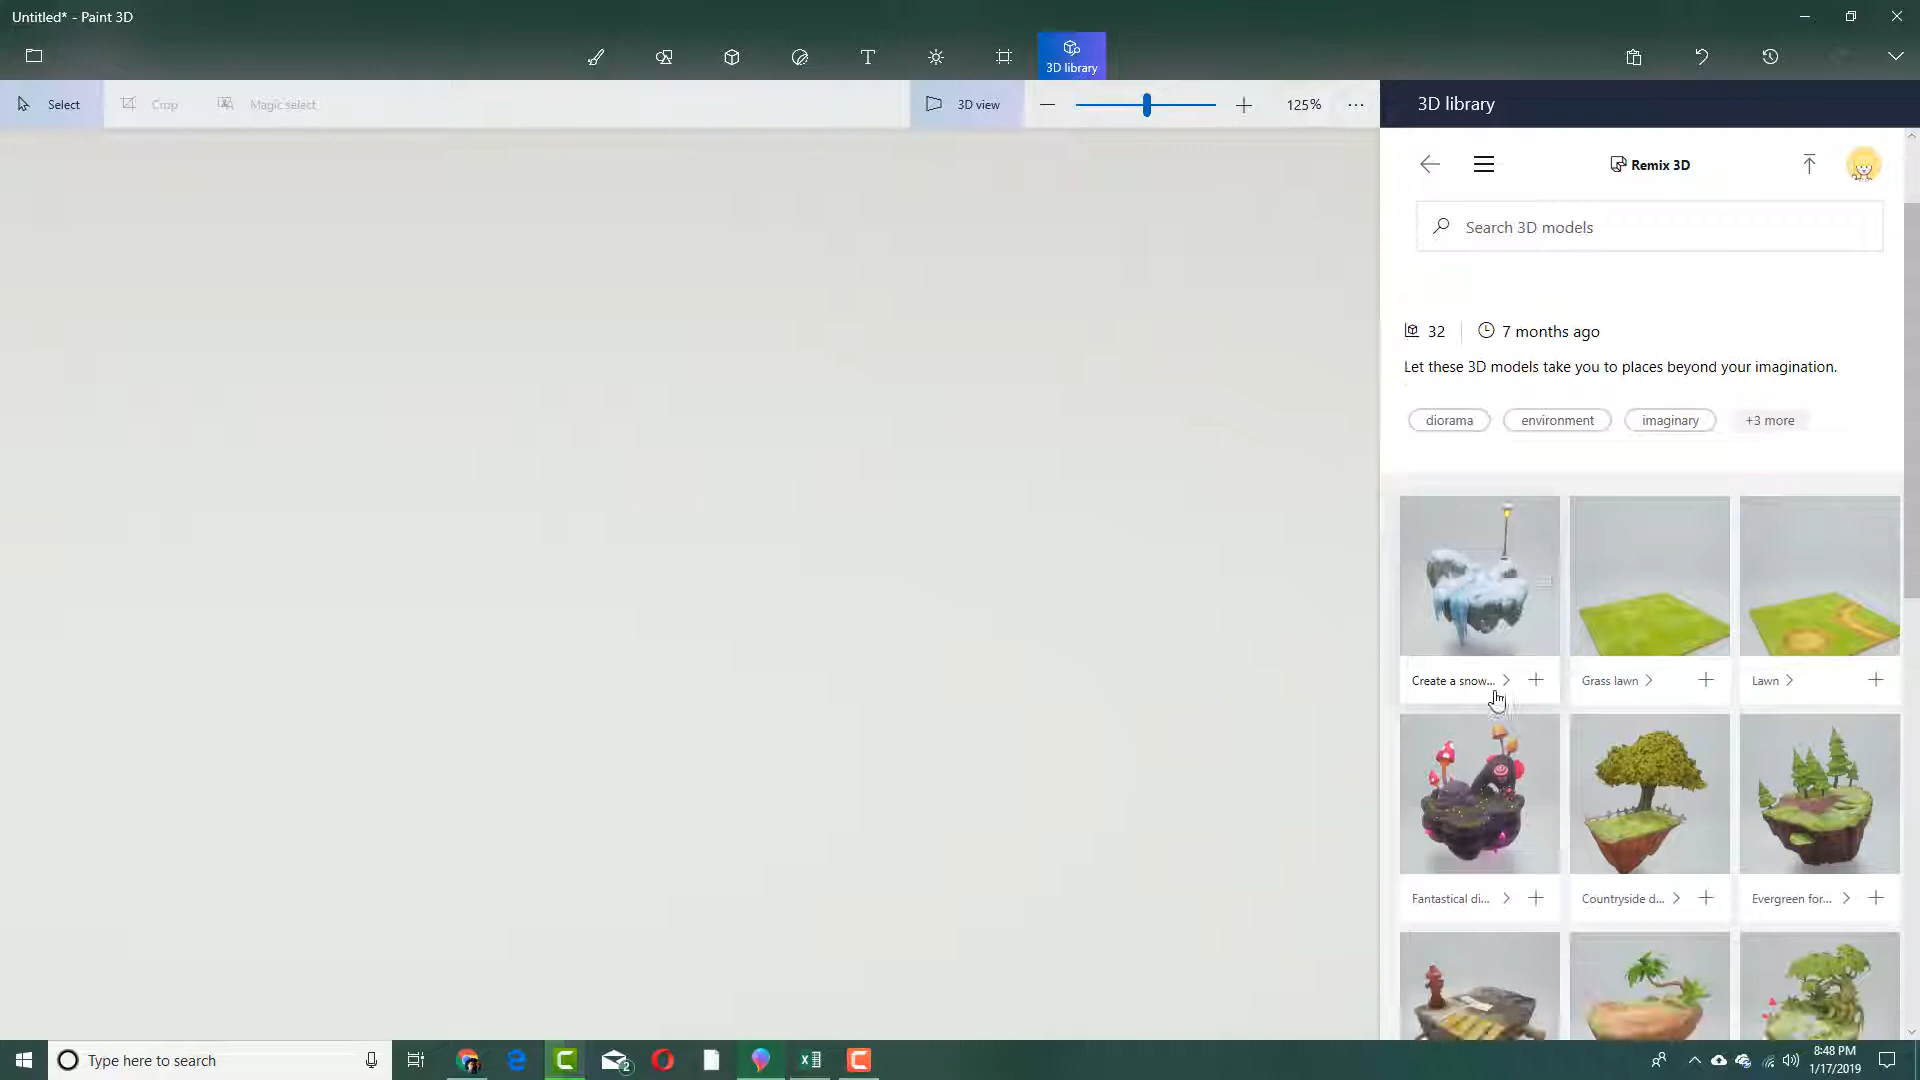 Untitled* - Paint 3D
3D library
Select
Crop
Magic select
3D view
125%
3D library
Remix 3D
Search 3D models
32
7 months ago
Let these 3D models take you to places beyond your imagination.
diorama
environment
imaginary
+3 more
Create a snow...
Grass lawn
Lawn
Fantastical di...
Countryside d...
Evergreen for...
Type here to search
2
8:48 PM
1/17/2019